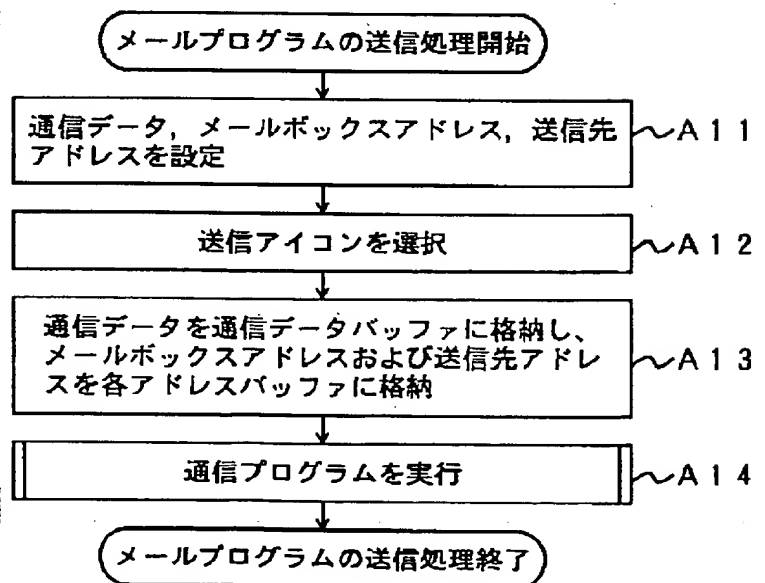 メールプログラムの送信処理開始
通信データ，メールボックスアドレス，送信先
アドレスを設定
A11
送信アイコンを選択
A12
通信データを通信データバッファに格納し、
メールボックスアドレスおよび送信先アドレ
スを各アドレスバッファに格納
A13
通信プログラムを実行
A14
メールプログラムの送信処理終了